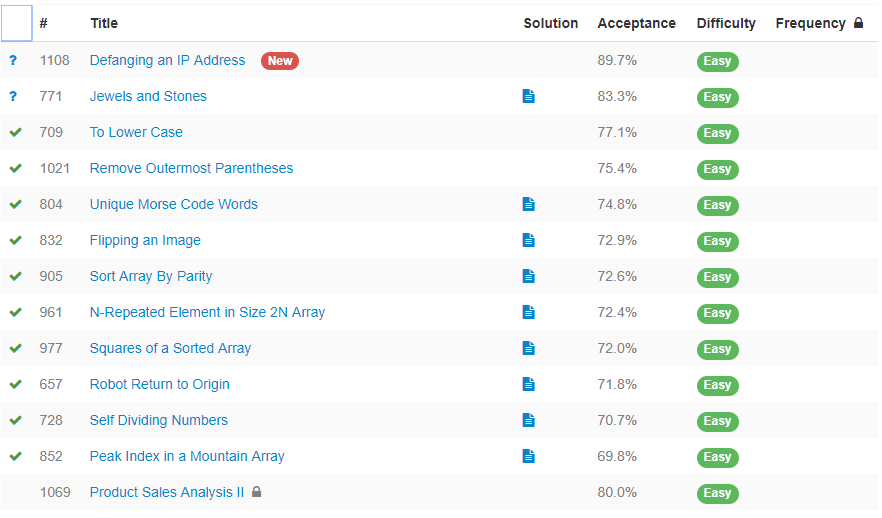 # Title Solution Acceptance Difficulty Frequency
? 1108 Defanging an IP Address New 89.7% Easy
? 771 Jewels and Stones 83.3% Easy
709 To Lower Case 77.1% Easy
1021 Remove Outermost Parentheses 75.4% Easy
804 Unique Morse Code Words 74.8% Easy
832 Flipping an Image 72.9% Easy
905 Sort Array By Parity 72.6% Easy
961 N-Repeated Element in Size 2N Array 72.4% Easy
977 Squares of a Sorted Array 72.0% Easy
657 Robot Return to Origin 71.8% Easy
728 Self Dividing Numbers 70.7% Easy
852 Peak Index in a Mountain Array 69.8% Easy
1069 Product Sales Analysis II 80.0% Easy